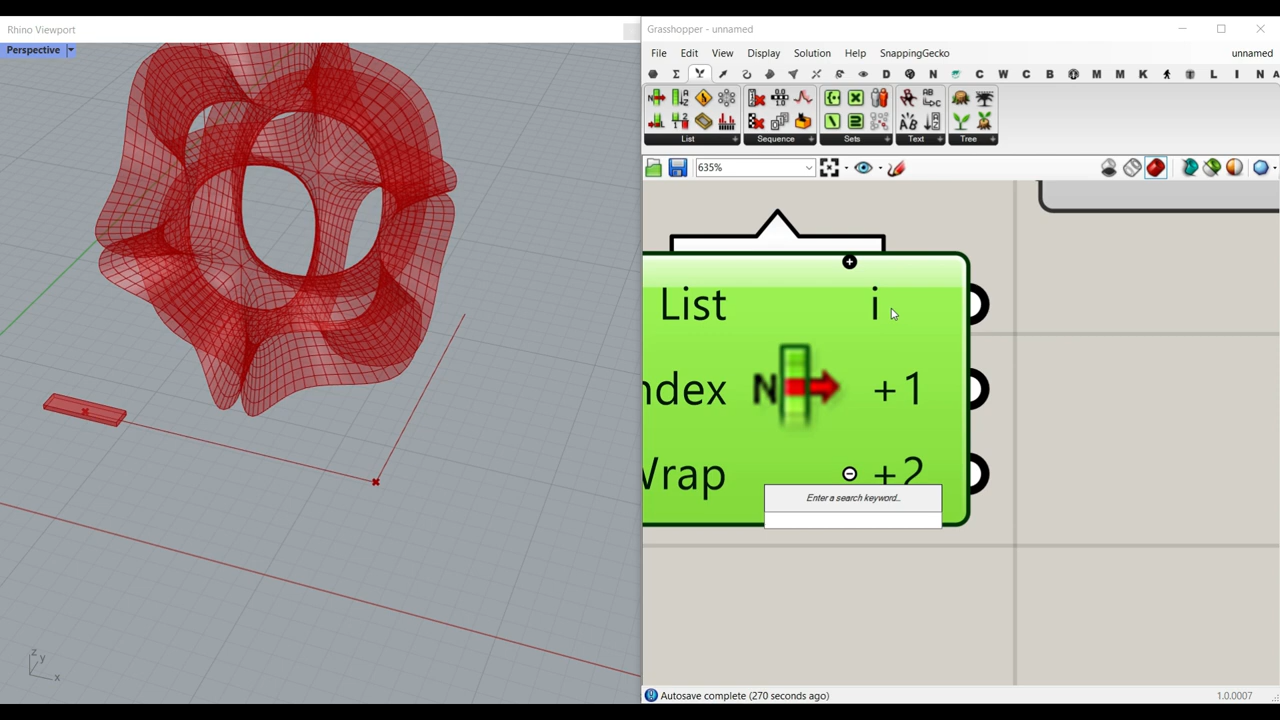 Rhino Viewport
Perspective
z
y
x
Grasshopper - unnamed
File Edit View Display Solution Help SnappingGecko unnamed
D N C W C B M M K L I N A
List Sequence Sets Text Tree
635%
List i
ndex N +1
Wrap +2
Enter a search keyword...
Autosave complete (270 seconds ago) 1.0.0007